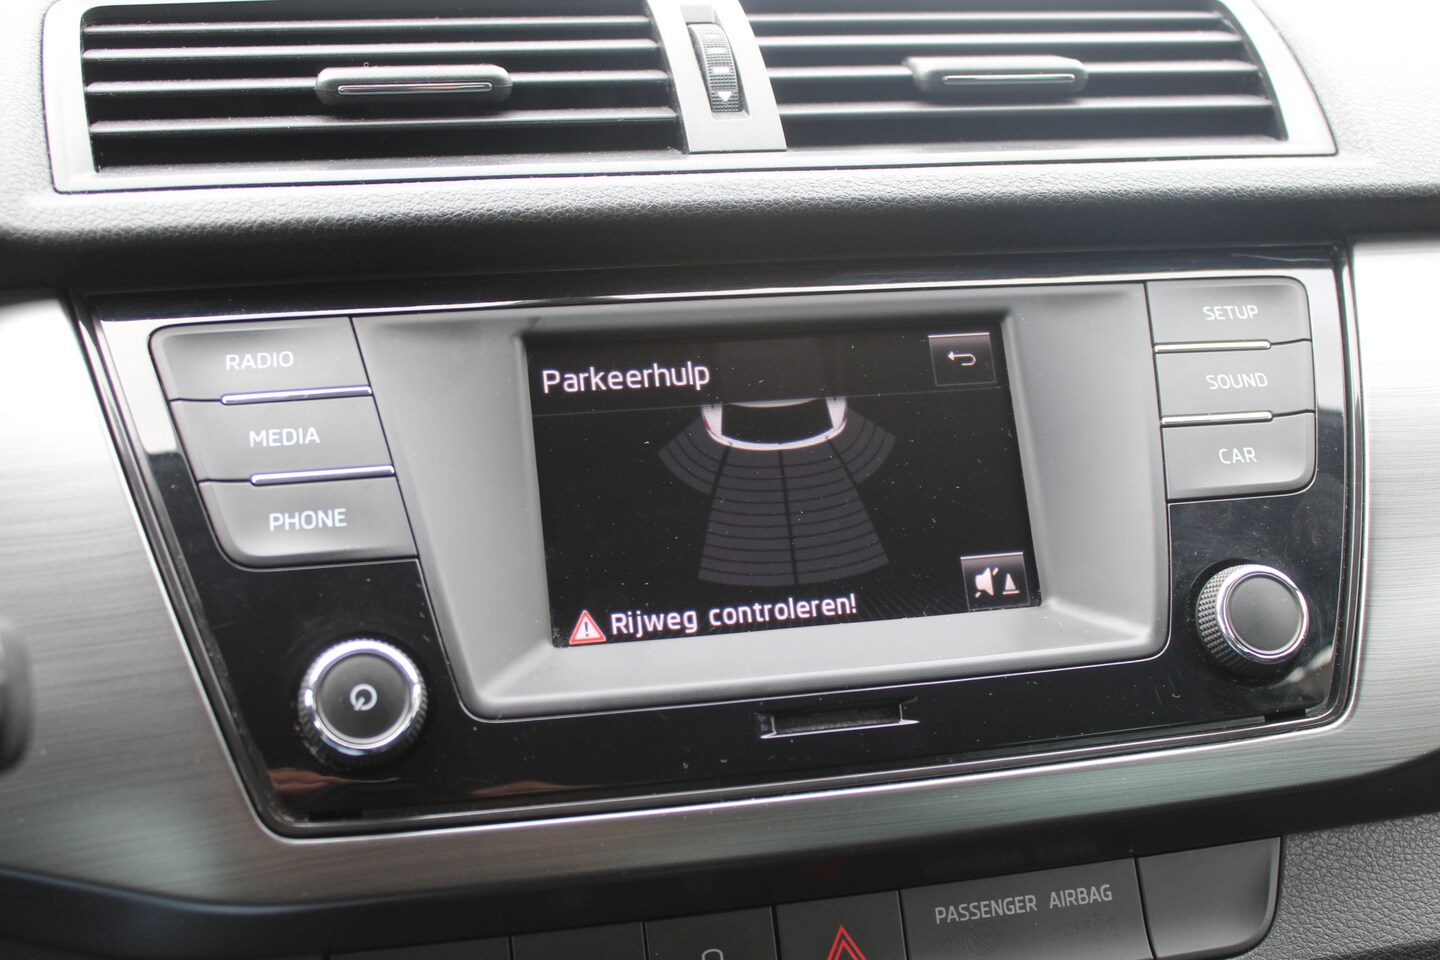 RADIO
MEDIA
PHONE
Parkeerhulp
Rijweg controleren!
SETUP
SOUND
CAR
PASSENGER AIRBAG